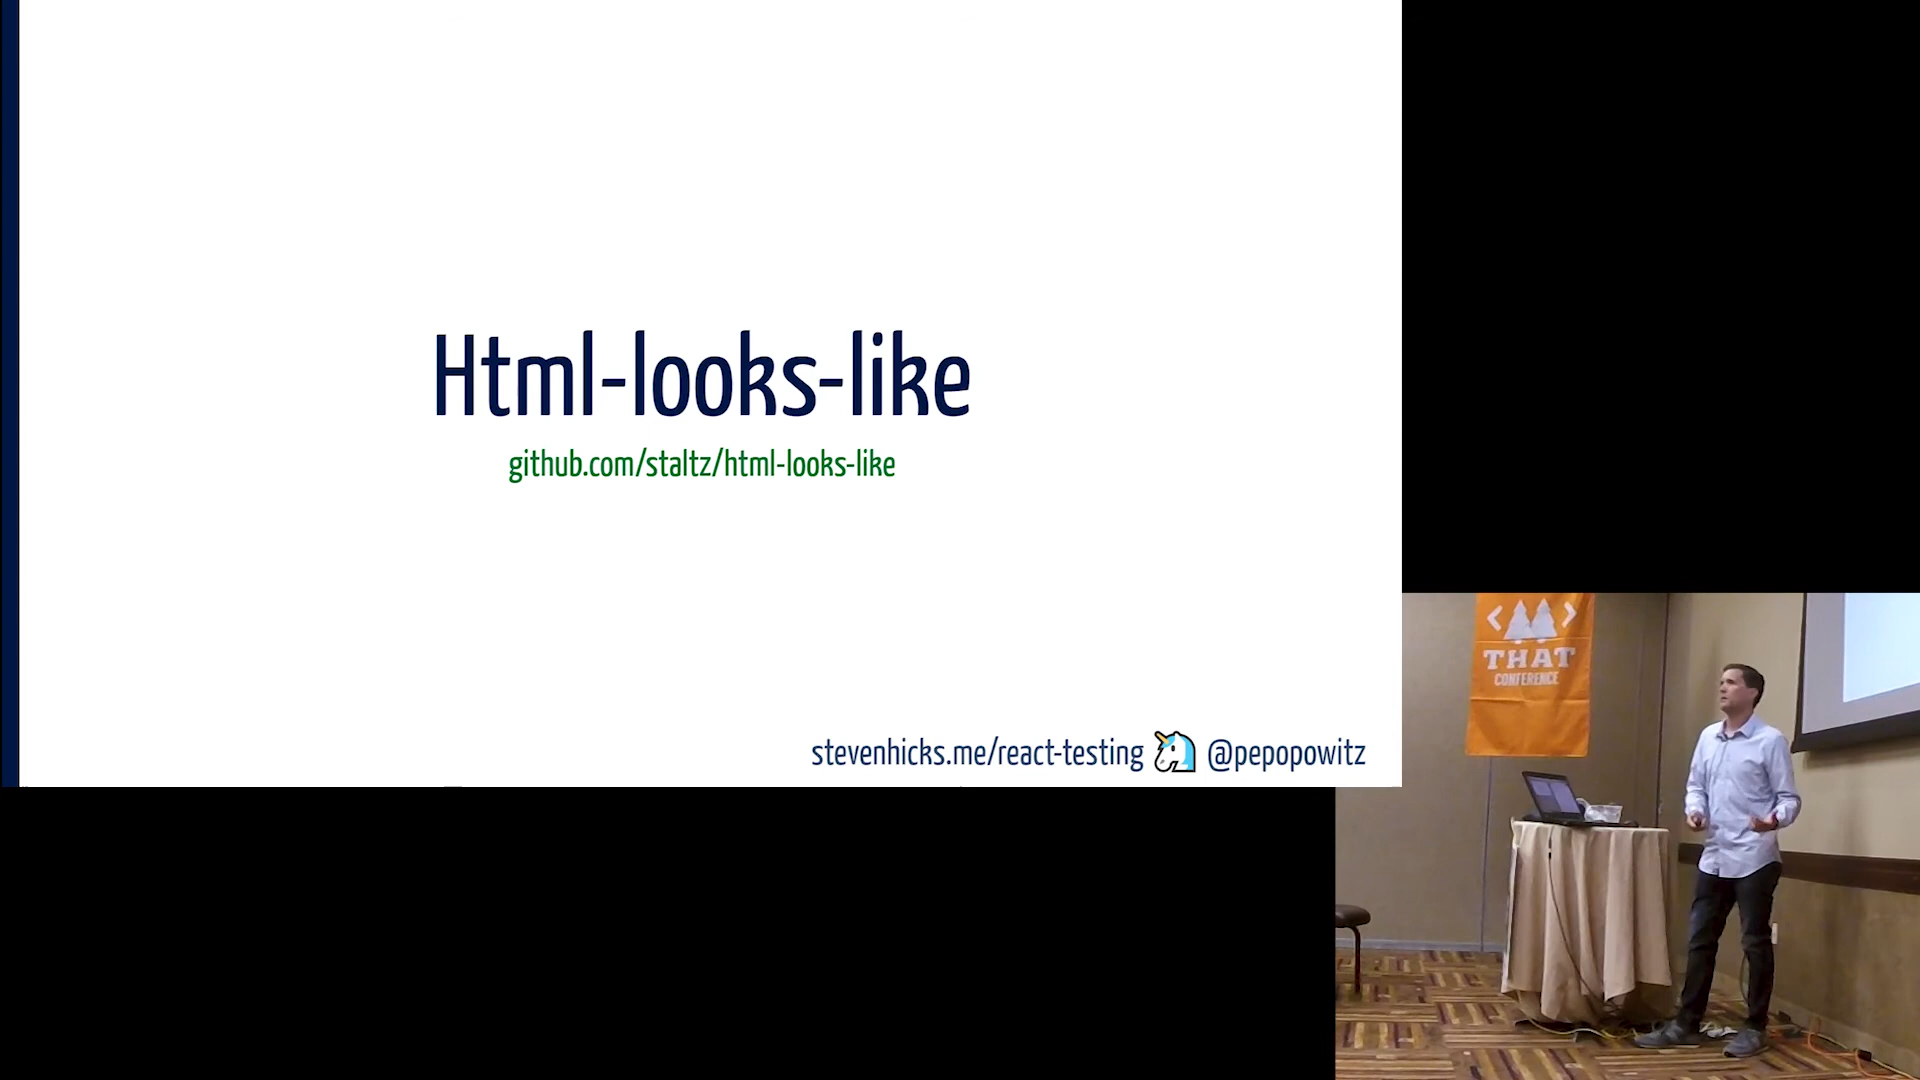 Html-looks-like
github.com/staltz/html-looks-like
stevenhicks.me/react-testing @pepopowitz
< >
THAT
CONFERENCE